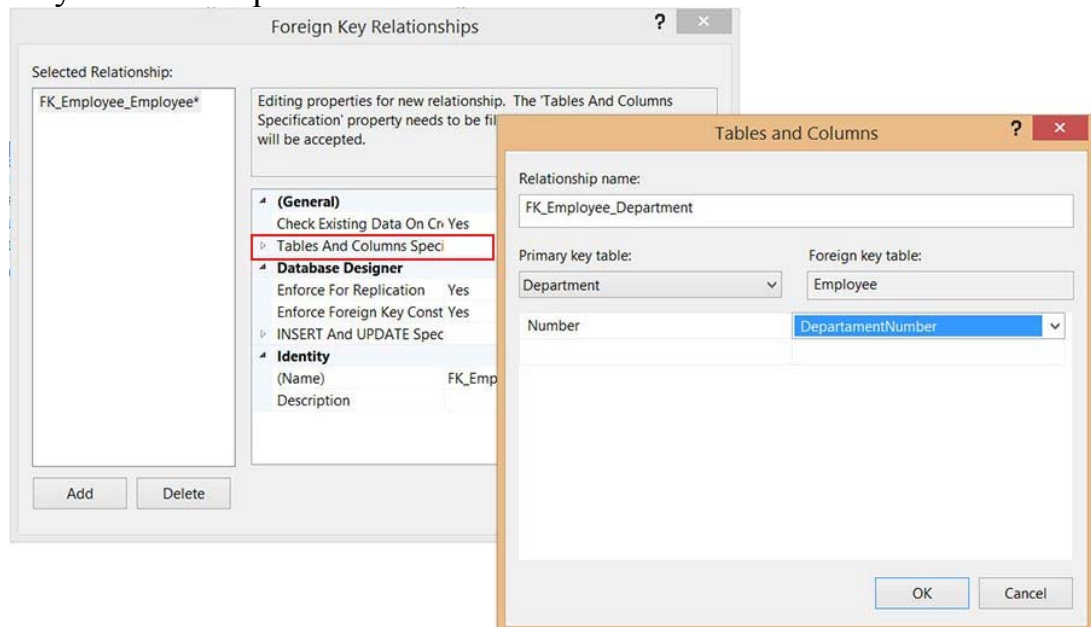 Foreign Key Relationships
?
Selected Relationship:
FK_Employee_Employee*
Editing properties for new relationship. The 'Tables And Columns
Specification' property needs to be fil
will be accepted.
(General)
Check Existing Data On Cr Yes
Tables And Columns Speci
Database Designer
Enforce For Replication Yes
Enforce Foreign Key Const Yes
INSERT And UPDATE Spec
Identity
(Name) FK_Emp
Description
Add Delete
Tables and Columns
?
Relationship name:
FK_Employee_Department
Primary key table: Foreign key table:
Department Employee
Number DepartamentNumber
OK Cancel